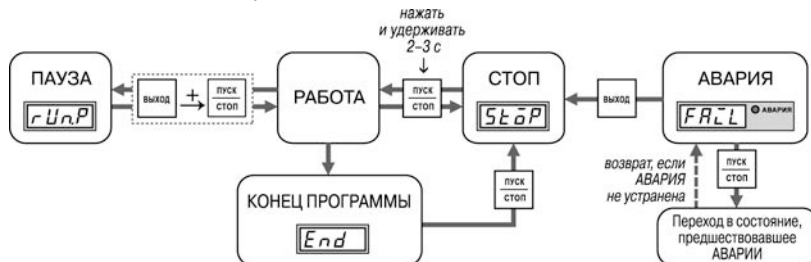 нажать
и удерживать
2–3 с
ПАУЗА
rUn.P
ВЫХОД
+
ПУСК
СТОП
РАБОТА
ПУСК
СТОП
СТОП
StoP
ВЫХОД
АВАРИЯ
FAiL
АВАРИЯ
КОНЕЦ ПРОГРАММЫ
End
ПУСК
СТОП
возврат, если
АВАРИЯ
не устранена
ПУСК
СТОП
Переход в состояние,
предшествовавшее
АВАРИИ